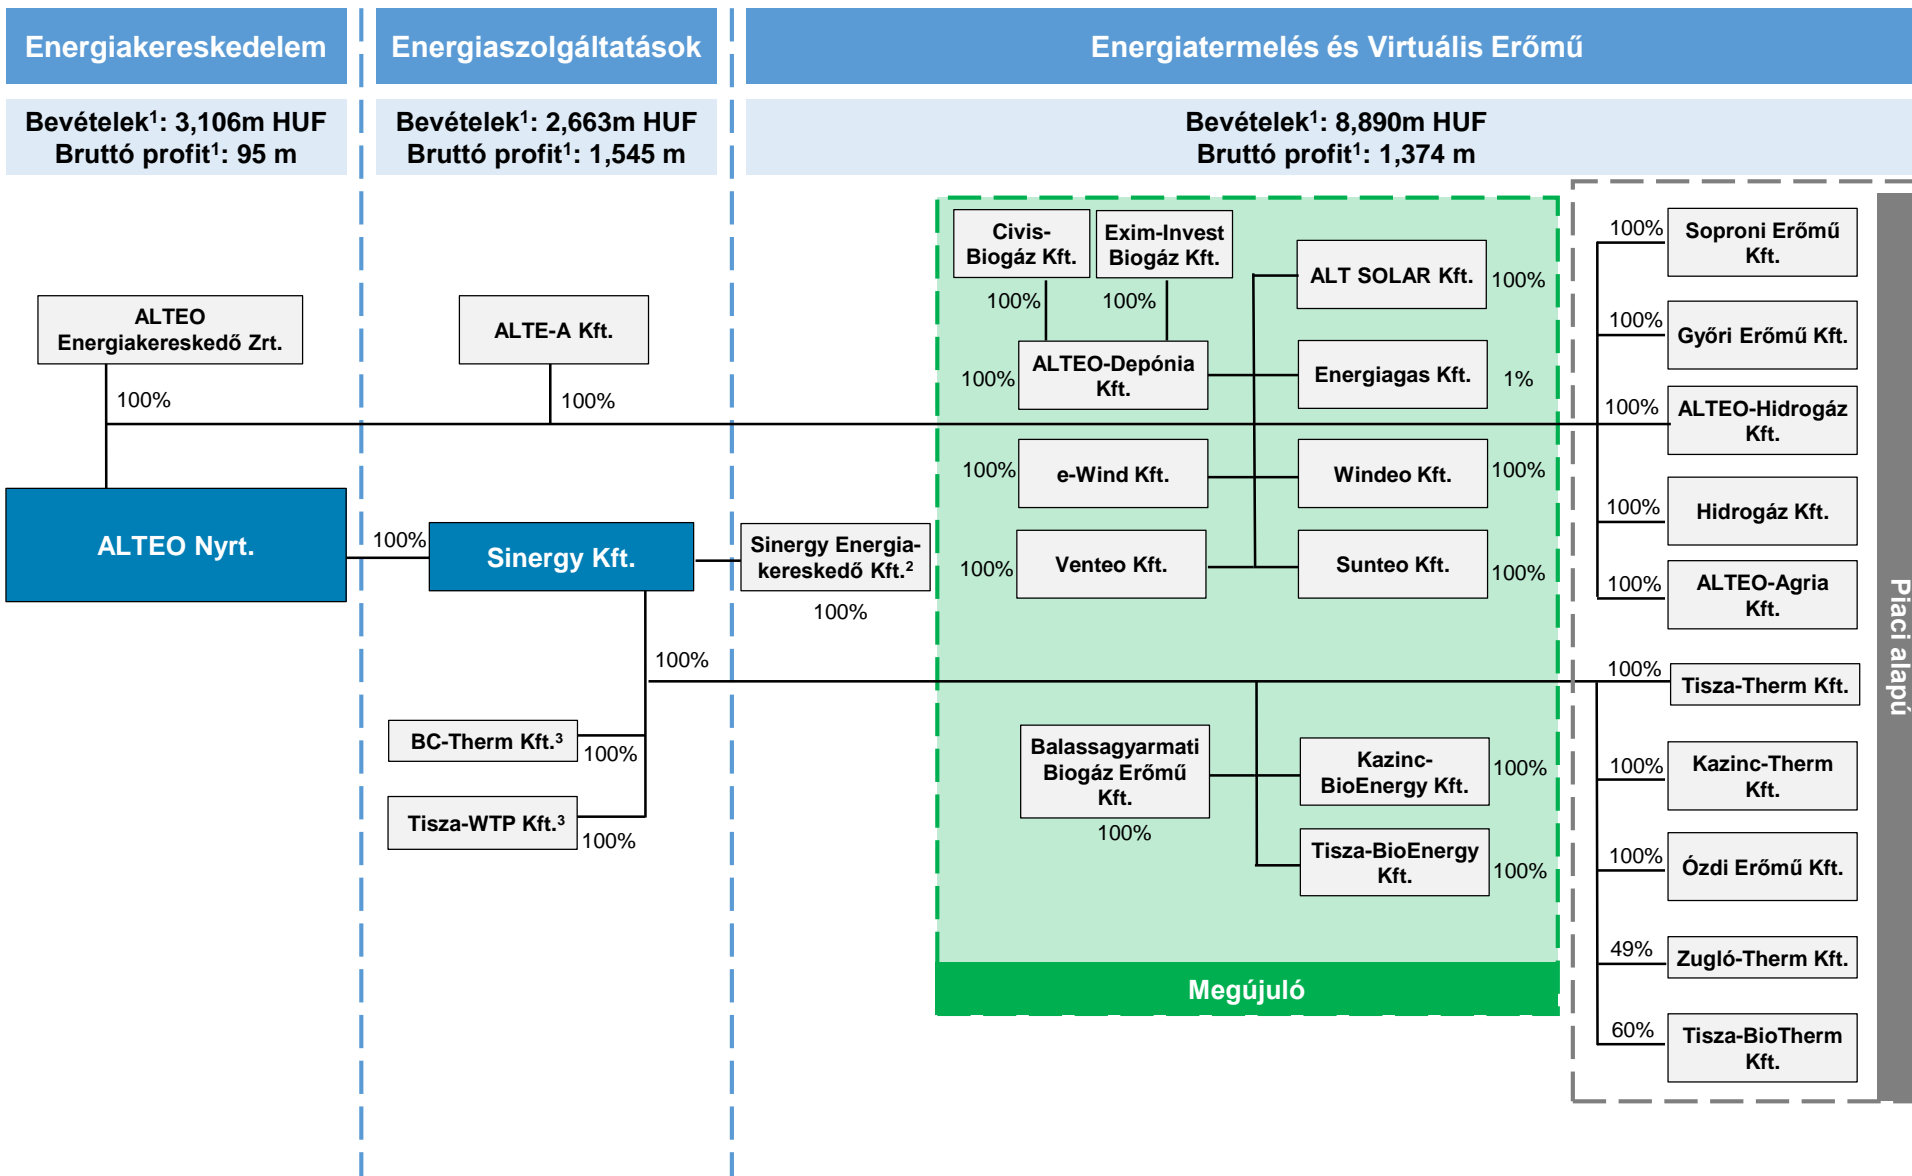 Energiakereskedelem
Bevételek¹: 3,106m HUF
Bruttó profit¹: 95 m
Energiaszolgáltatások
Bevételek¹: 2,663m HUF
Bruttó profit¹: 1,545 m
Energiatermelés és Virtuális Erőmű
Bevételek¹: 8,890m HUF
Bruttó profit¹: 1,374 m
ALTEO
Energiakereskedő Zrt.
100%
ALTEO Nyrt.
ALTE-A Kft.
100%
100%
Sinergy Kft.
100%
BC-Therm Kft.³
100%
Tisza-WTP Kft.³
100%
Sinergy Energia-
kereskedő Kft.²
100%
Civis-
Biogáz Kft.
100%
Exim-Invest
Biogáz Kft.
100%
ALT SOLAR Kft.
100%
100%
ALTEO-Depónia
Kft.
Energiagas Kft.
1%
100%
e-Wind Kft.
Windeo Kft.
100%
100%
Venteo Kft.
Sunteo Kft.
100%
Balassagyarmati
Biogáz Erőmű
Kft.
100%
Kazinc-
BioEnergy Kft.
100%
Tisza-BioEnergy
Kft.
100%
Megújuló
100%
Soproni Erőmű
Kft.
100%
Győri Erőmű Kft.
100%
ALTEO-Hidrogáz
Kft.
100%
Hidrogáz Kft.
100%
ALTEO-Agria
Kft.
100%
Tisza-Therm Kft.
100%
Kazinc-Therm
Kft.
100%
Ózdi Erőmű Kft.
49%
Zugló-Therm Kft.
60%
Tisza-BioTherm
Kft.
Piaci alapú